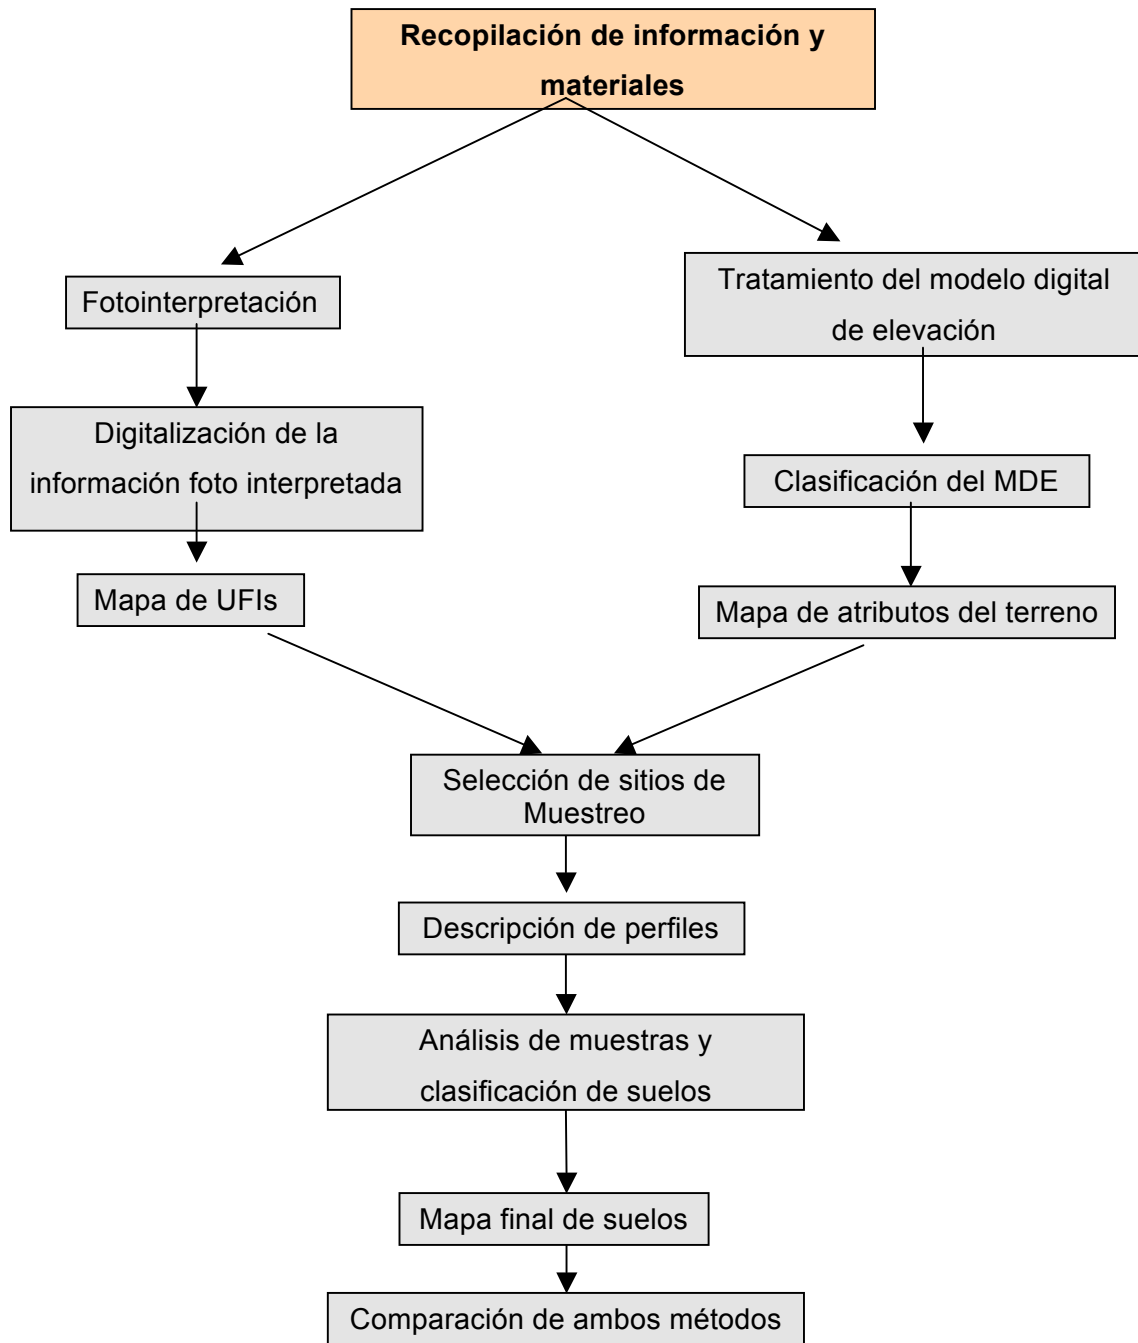 Recopilación de información y
materiales
Fotointerpretación
Tratamiento del modelo digital
de elevación
Digitalización de la
información foto interpretada
Clasificación del MDE
Mapa de UFIs
Mapa de atributos del terreno
Selección de sitios de
Muestreo
Descripción de perfiles
Análisis de muestras y
clasificación de suelos
Mapa final de suelos
Comparación de ambos métodos